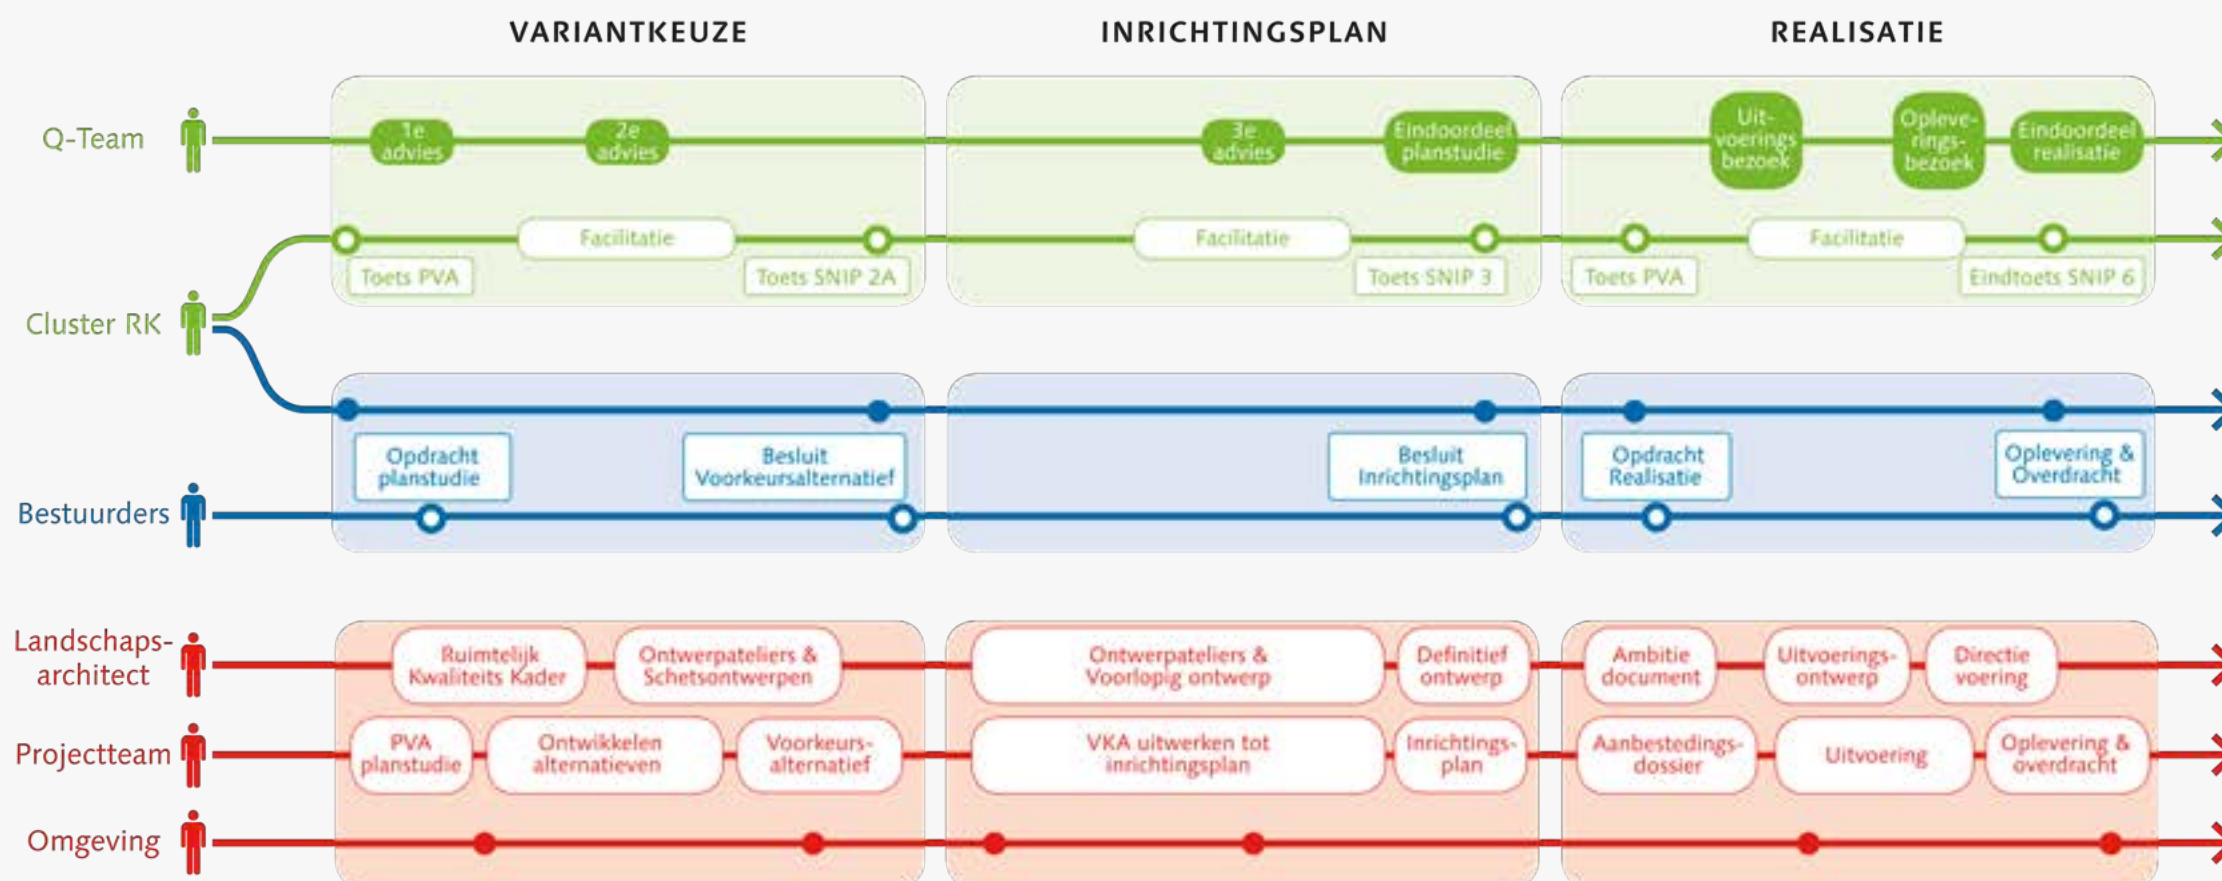 VARIANTKEUZE
INRICHTINGSPLAN
REALISATIE
Q-Team
1e
advies
2e
advies
3e
advies
Eindoordeel
planstudie
Uit-
voerings
bezoek
Opleve-
rings-
bezoek
Eindoordeel
realisatie
Facilitatie
Facilitatie
Facilitatie
Toets PVA
Toets SNIP 2A
Toets SNIP 3
Toets PVA
Eindtoets SNIP 6
Cluster RK
Opdracht
planstudie
Besluit
Voorkeursalternatief
Besluit
Inrichtingsplan
Opdracht
Realisatie
Oplevering &
Overdracht
Bestuurders
Landschaps-
architect
Ruimtelijk
Kwaliteits Kader
Ontwerpateliers &
Schetsontwerpen
Ontwerpateliers &
Voorlopig ontwerp
Definitief
ontwerp
Ambitie
document
Uitvoerings-
ontwerp
Directie
voering
Projectteam
PVA
planstudie
Ontwikkelen
alternatieven
Voorkeurs-
alternatief
VKA uitwerken tot
inrichtingsplan
Inrichtings-
plan
Aanbestedings-
dossier
Uitvoering
Oplevering &
overdracht
Omgeving